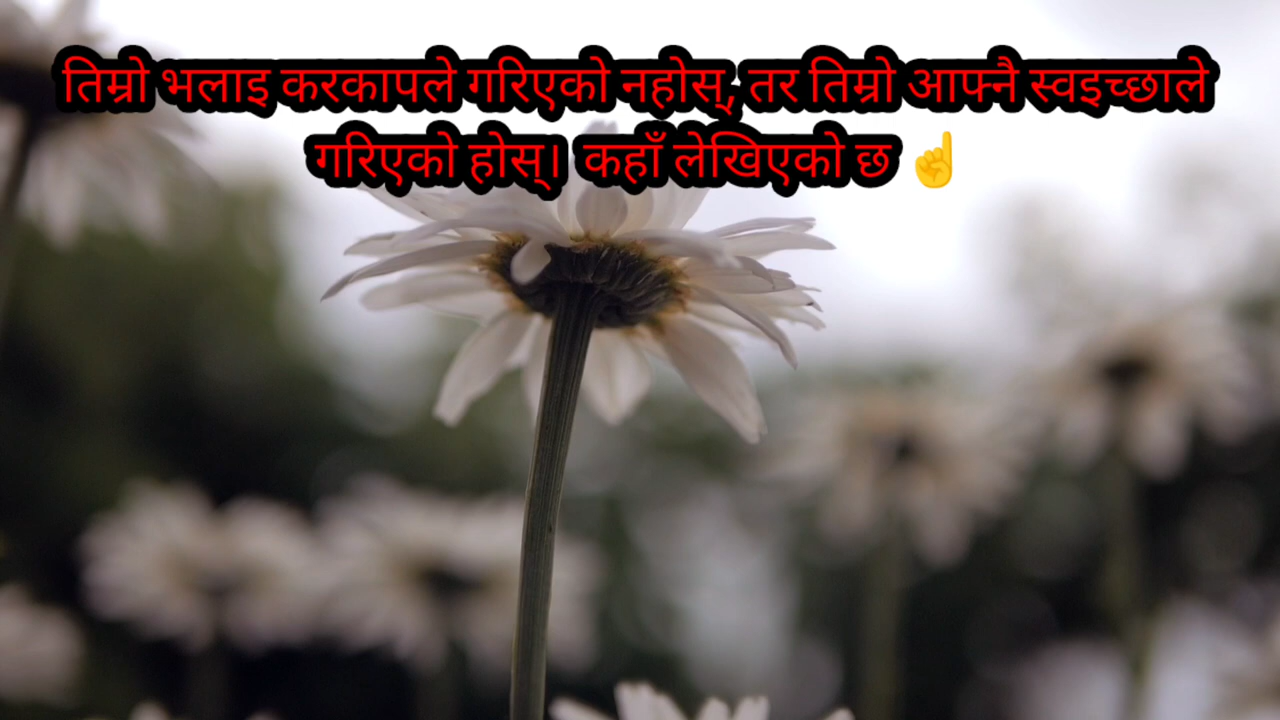 तिम्रो भलाइ करकापले गरिएको नहोस्, तर तिम्रो आफ्नै स्वइच्छाले
गरिएको होस्। कहाँ लेखिएको छ ☝